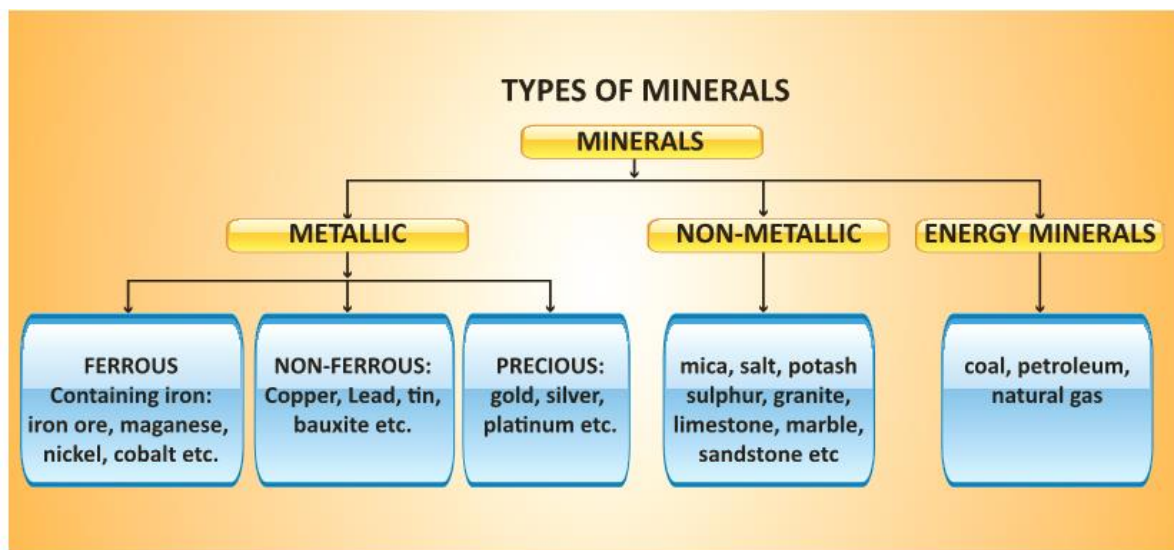 TYPES OF MINERALS
MINERALS
METALLIC
NON-METALLIC
ENERGY MINERALS
FERROUS
Containing iron:
iron ore, maganese,
nickel, cobalt etc.
NON-FERROUS:
Copper, Lead, tin,
bauxite etc.
PRECIOUS:
gold, silver,
platinum etc.
mica, salt, potash
sulphur, granite,
limestone, marble,
sandstone etc
coal, petroleum,
natural gas